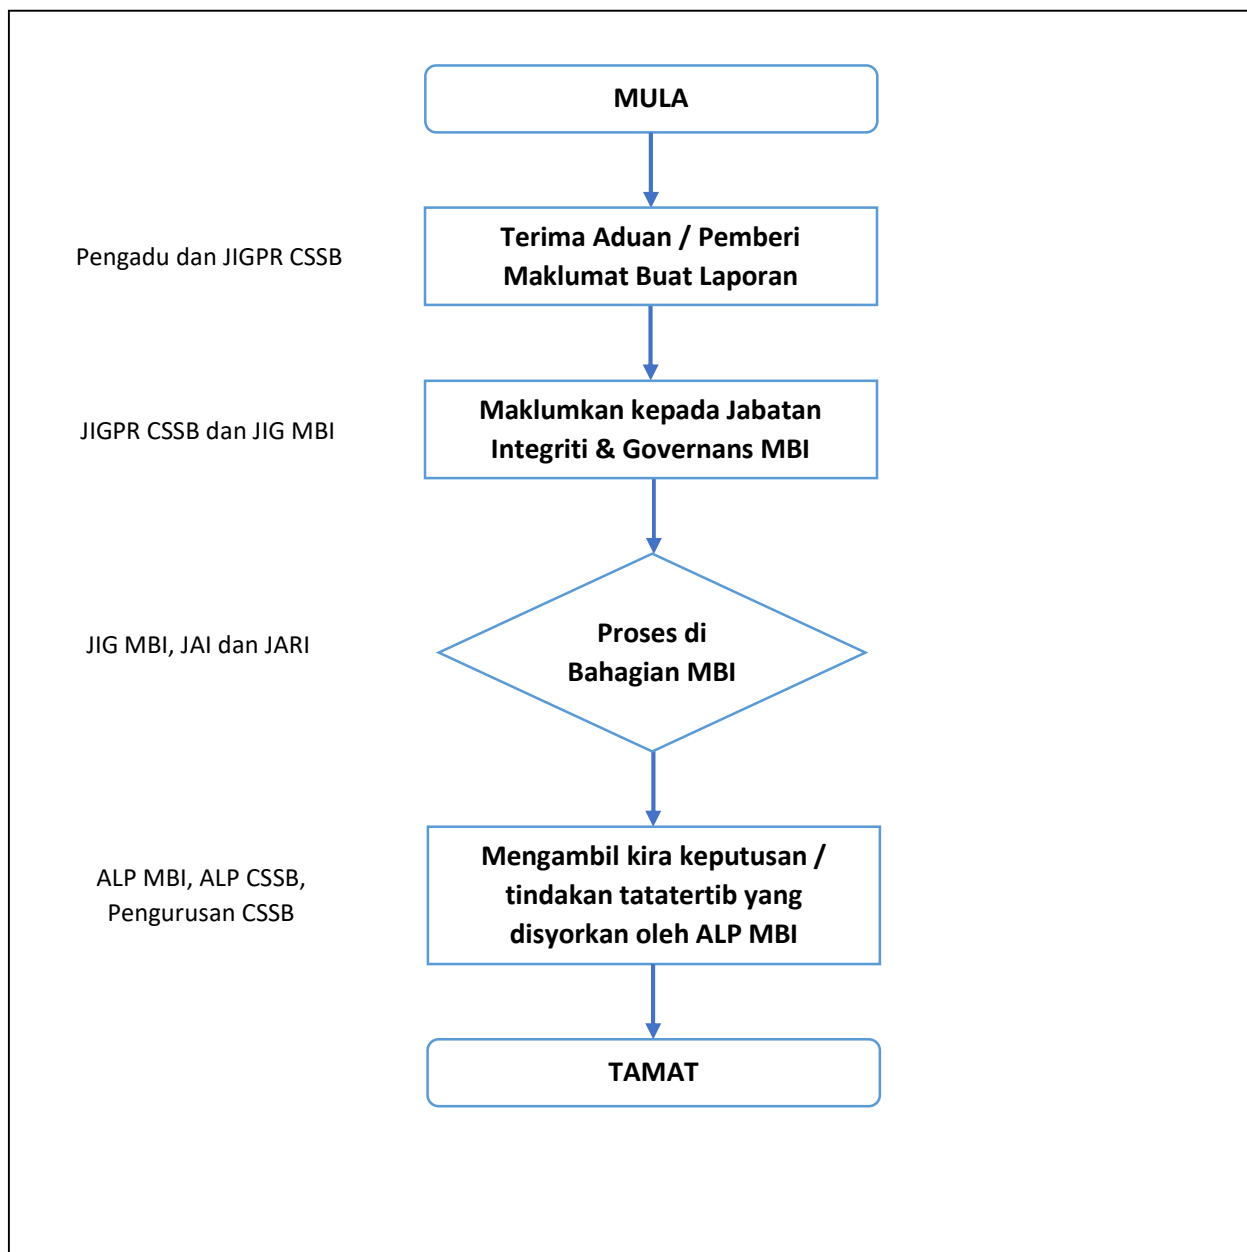 MULA
Pengadu dan JIGPR CSSB
Terima Aduan / Pemberi
Maklumat Buat Laporan
JIGPR CSSB dan JIG MBI
Maklumkan kepada Jabatan
Integriti & Governans MBI
JIG MBI, JAI dan JARI
Proses di
Bahagian MBI
ALP MBI, ALP CSSB,
Pengurusan CSSB
Mengambil kira keputusan /
tindakan tatatertib yang
disyorkan oleh ALP MBI
TAMAT